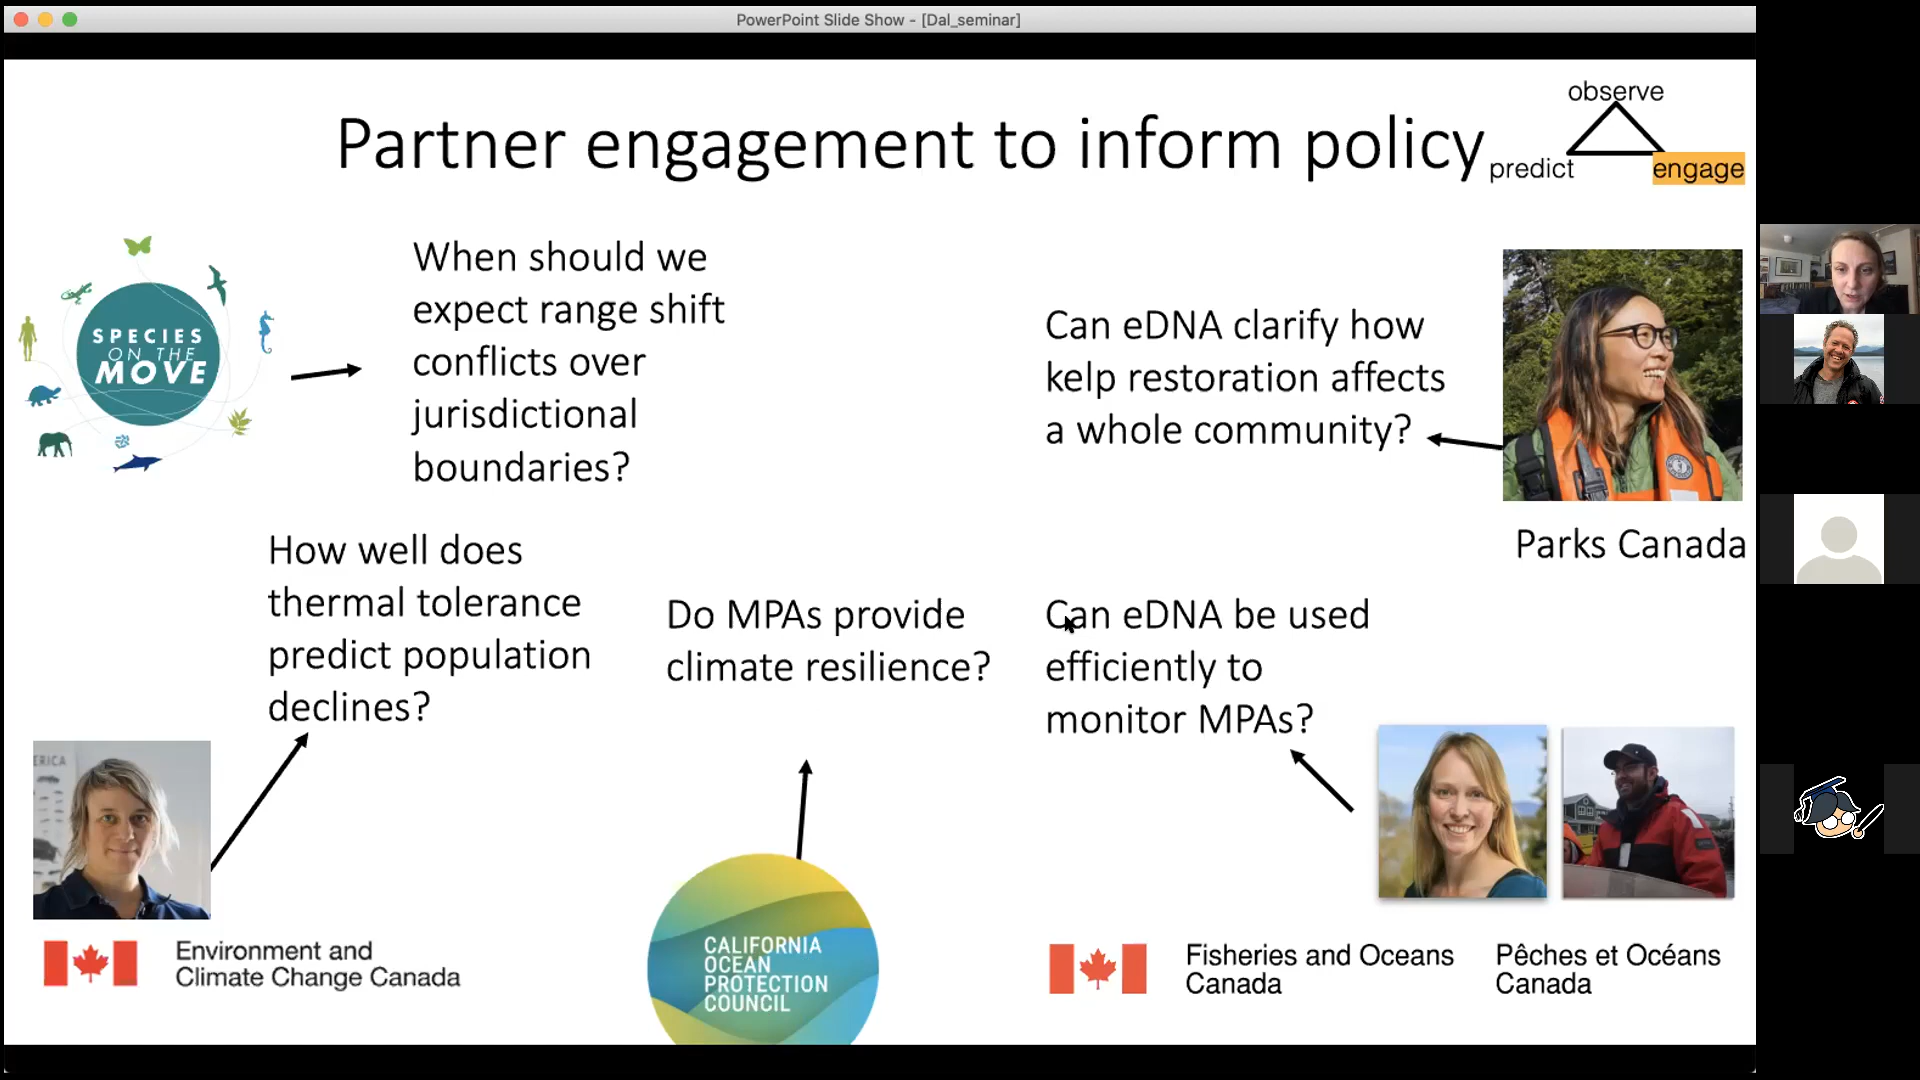 PowerPoint Slide Show - [Dal_seminar]
Partner engagement to inform policy
observe
predict
engage
SPECIES
ON THE
MOVE
When should we
expect range shift
conflicts over
jurisdictional
boundaries?
Can eDNA clarify how
kelp restoration affects
a whole community?
Parks Canada
How well does
thermal tolerance
predict population
declines?
Do MPAs provide
climate resilience?
Can eDNA be used
efficiently to
monitor MPAs?
ERICA
Environment and
Climate Change Canada
CALIFORNIA
OCEAN
PROTECTION
COUNCIL
Fisheries and Oceans
Canada
Pêches et Océans
Canada